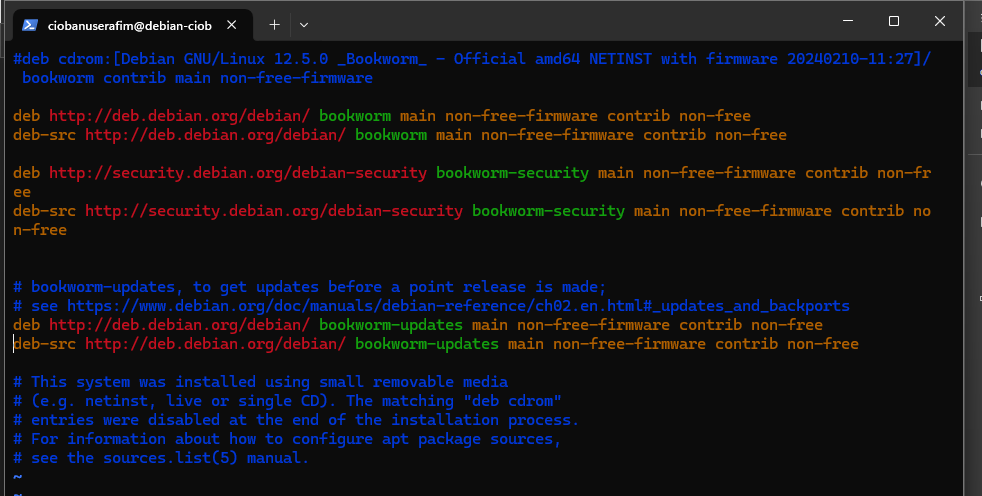 ciobanuserafim@debian-ciob
#deb cdrom:[Debian GNU/Linux 12.5.0 _Bookworm_ - Official amd64 NETINST with firmware 20240210-11:27]/
bookworm contrib main non-free-firmware
deb http://deb.debian.org/debian/ bookworm main non-free-firmware contrib non-free
deb-src http://deb.debian.org/debian/ bookworm main non-free-firmware contrib non-free
deb http://security.debian.org/debian-security bookworm-security main non-free-firmware contrib non-fr
ee
deb-src http://security.debian.org/debian-security bookworm-security main non-free-firmware contrib no
n-free
# bookworm-updates, to get updates before a point release is made;
# see https://www.debian.org/doc/manuals/debian-reference/ch02.en.html#_updates_and_backports
deb http://deb.debian.org/debian/ bookworm-updates main non-free-firmware contrib non-free
deb-src http://deb.debian.org/debian/ bookworm-updates main non-free-firmware contrib non-free
# This system was installed using small removable media
# (e.g. netinst, live or single CD). The matching "deb cdrom"
# entries were disabled at the end of the installation process.
# For information about how to configure apt package sources,
# see the sources.list(5) manual.
~
~